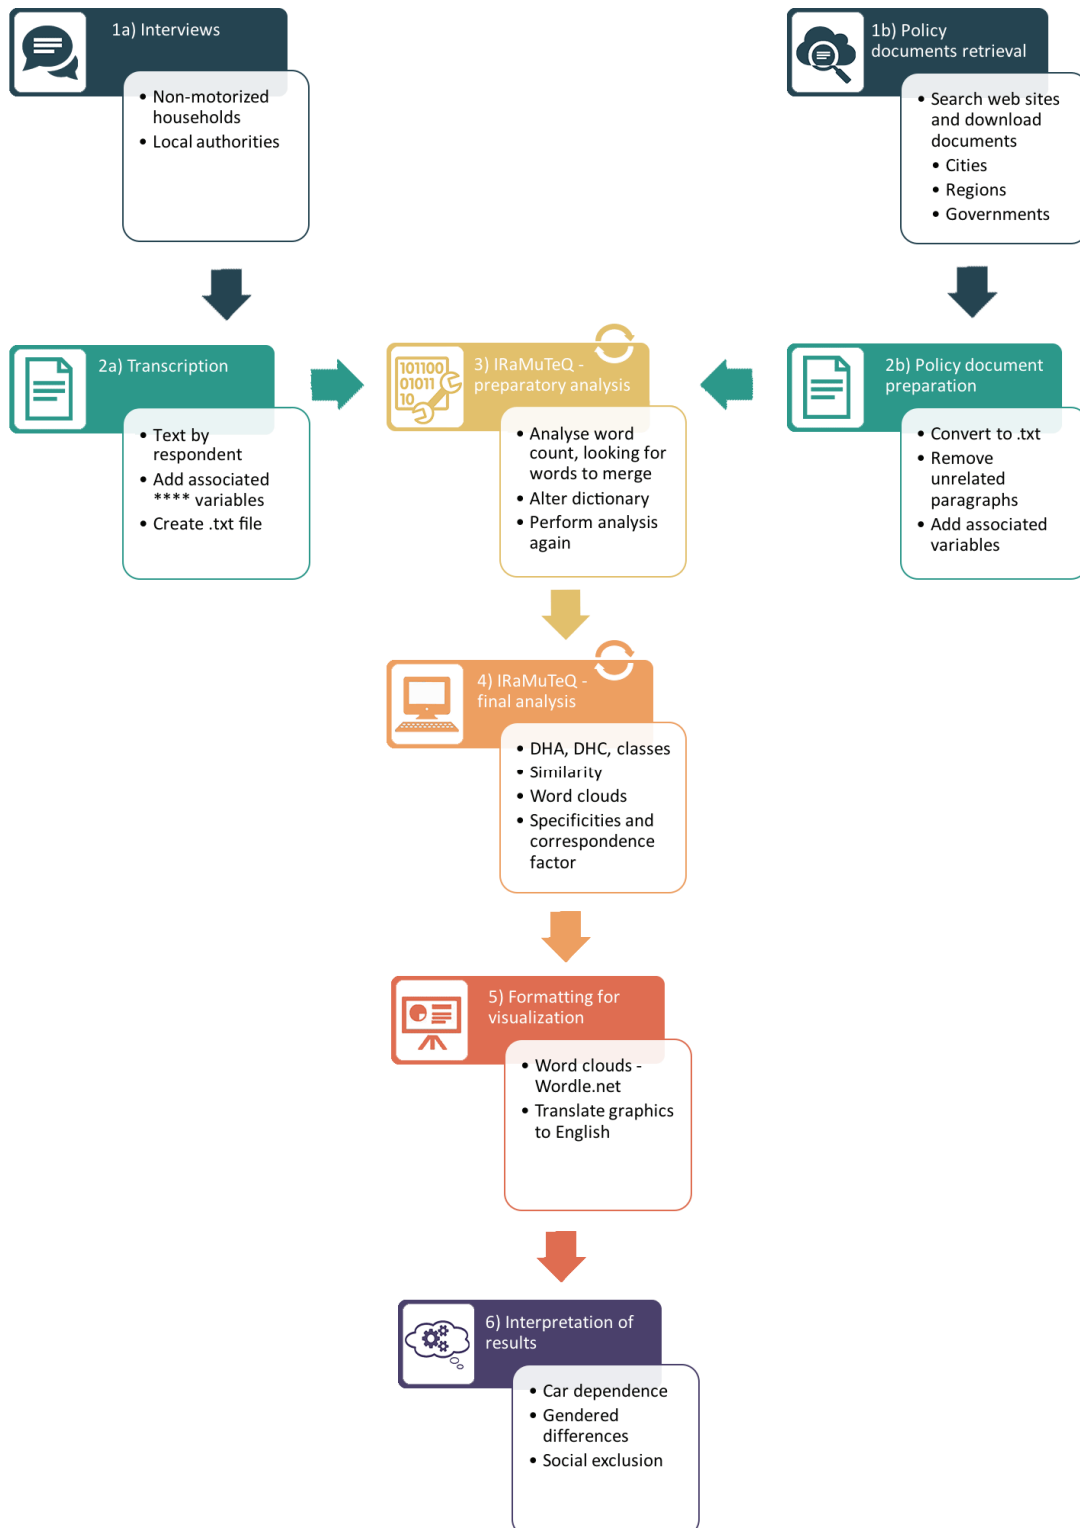 1a) Interviews
• Non-motorized
households
• Local authorities
1b) Policy
documents retrieval
• Search web sites
and download
documents
• Cities
• Regions
• Governments
2a) Transcription
• Text by
respondent
• Add associated
**** variables
• Create .txt file
101100
01011
10
3) IRaMuTeQ -
preparatory analysis
• Analyse word
count, looking for
words to merge
• Alter dictionary
• Perform analysis
again
2b) Policy document
preparation
• Convert to .txt
• Remove
unrelated
paragraphs
• Add associated
variables
4) IRaMuTeQ -
final analysis
• DHA, DHC, classes
• Similarity
• Word clouds
• Specificities and
correspondence
factor
5) Formatting for
visualization
• Word clouds -
Wordle.net
• Translate graphics
to English
6) Interpretation of
results
• Car dependence
• Gendered
differences
• Social exclusion